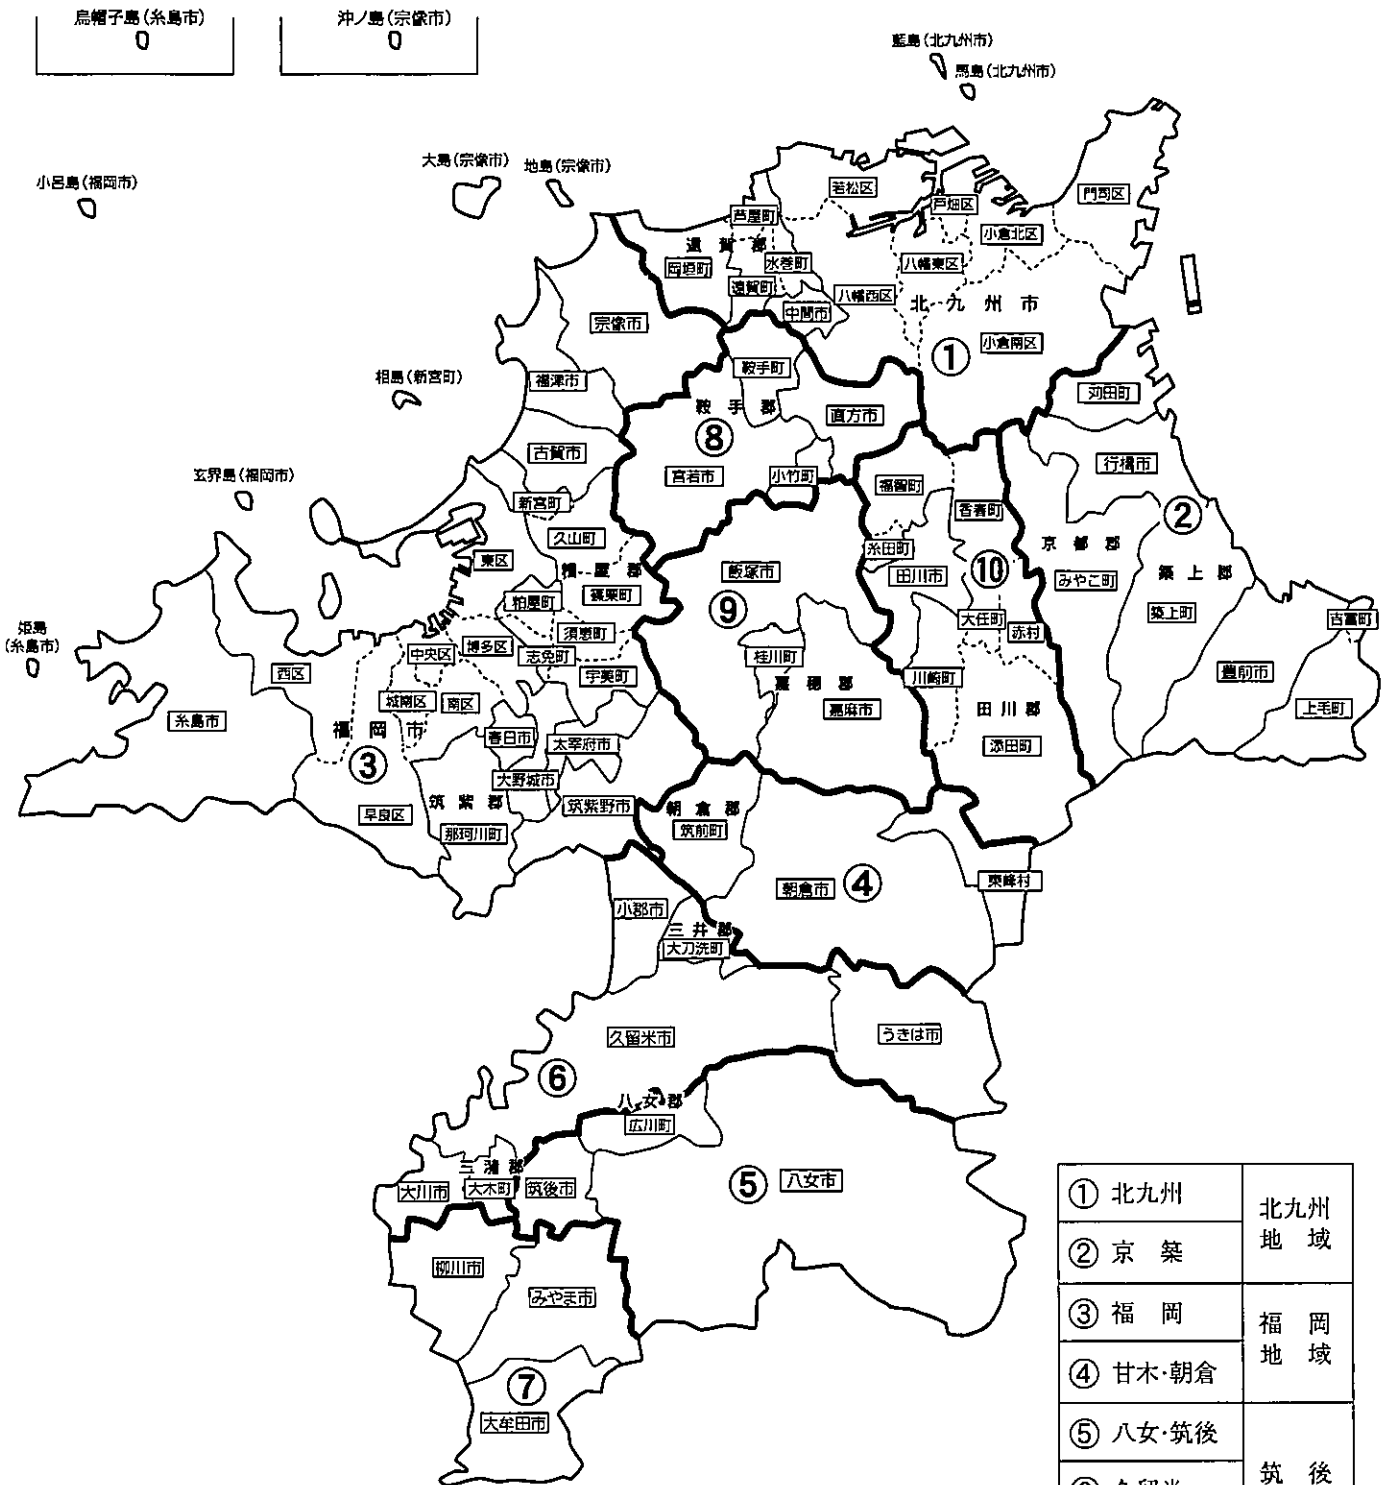 烏帽子島(糸島市)
沖ノ島(宗像市)
藍島(北九州市)
馬島(北九州市)
大島(宗像市)
地島(宗像市)
小呂島(福岡市)
若松区
門司区
芦屋町
戸畑区
小倉北区
遠賀郡
岡垣町
水巻町
八幡東区
遠賀町
八幡西区
北九州市
中間市
宗像市
小倉南区
①
鞍手町
相島(新宮町)
福津市
苅田町
鞍手郡
直方市
⑧
古賀市
行橋市
玄界島(福岡市)
宮若市
小竹町
福智町
新宮町
香春町
②
久山町
京都郡
東区
糸田町
糟屋郡
飯塚市
田川市
⑩
みやこ町
築上郡
篠栗町
粕屋町
⑨
築上町
吉富町
大任町
赤村
須恵町
姫島
(糸島市)
中央区
博多区
志免町
桂川町
西区
宇美町
川崎町
豊前市
嘉穂郡
城南区
南区
嘉麻市
田川郡
上毛町
糸島市
福岡市
春日市
太宰府市
添田町
③
大野城市
筑紫郡
筑紫野市
朝倉郡
早良区
筑前町
那珂川町
朝倉市
④
東峰村
小郡市
三井郡
大刀洗町
久留米市
うきは市
⑥
八女郡
広川町
三潴郡
大川市
大木町
筑後市
⑤
八女市
柳川市
みやま市
⑦
大牟田市
① 北九州
北九州
地域
② 京築
③ 福岡
福岡
地域
④ 甘木・朝倉
⑤ 八女・筑後
筑後